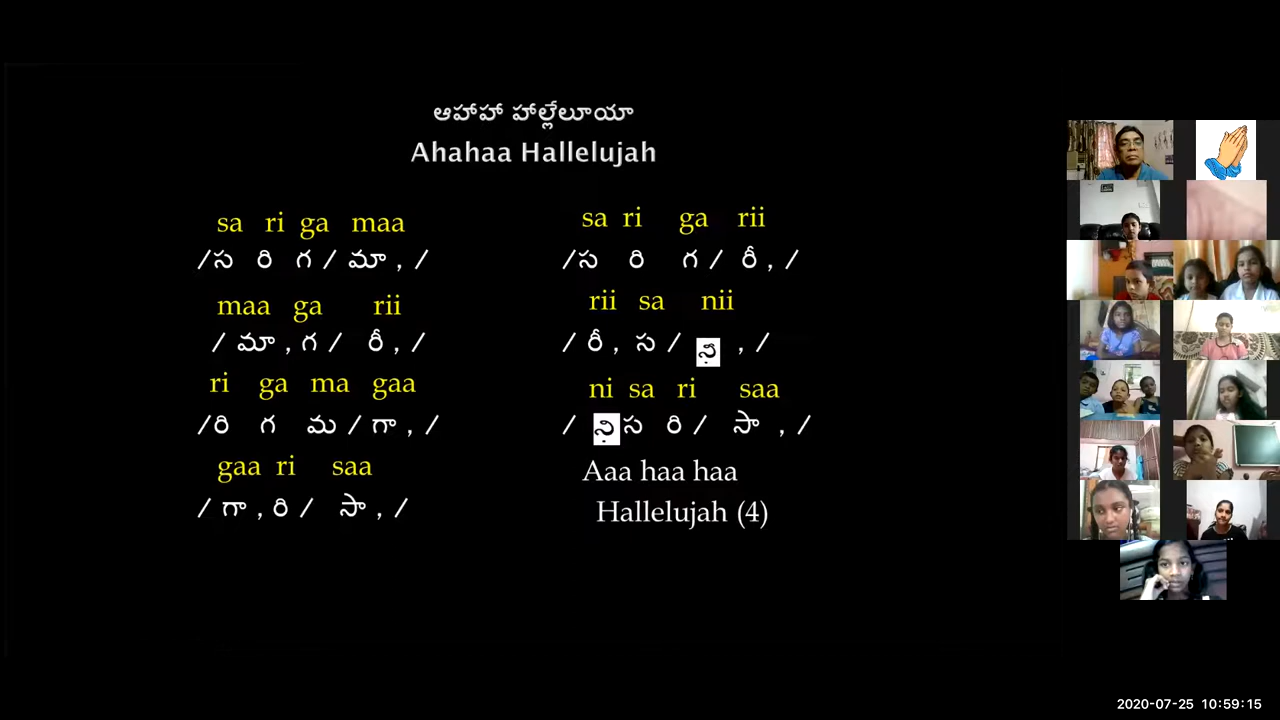 ఆహాహా హాల్లేలూయా
Ahahaa Hallelujah
sa ri ga maa
/స రి గ / మా , /
maa ga rii
/ మా , గ / రీ , /
ri ga ma gaa
/రి గ మ / గా , /
gaa ri saa
/ గా , రి / సా , /
sa ri ga rii
/స రి గ / రీ , /
rii sa nii
/ రీ , స / నీ , /
ni sa ri saa
/ ని స రి / సా , /
Aaa haa haa
Hallelujah (4)
2020-07-25 10:59:15